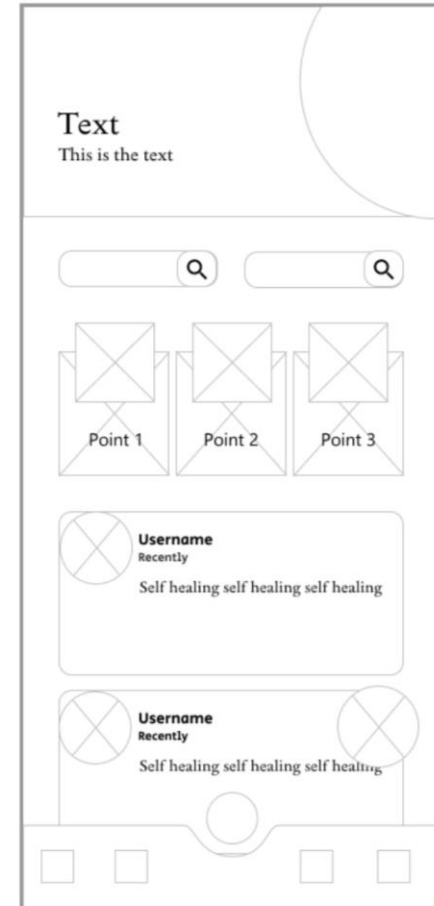 Text
This is the text
Point 1
Point 2
Point 3
Username
Recently
Self healing self healing self healing
Username
Recently
Self healing self healing self healing